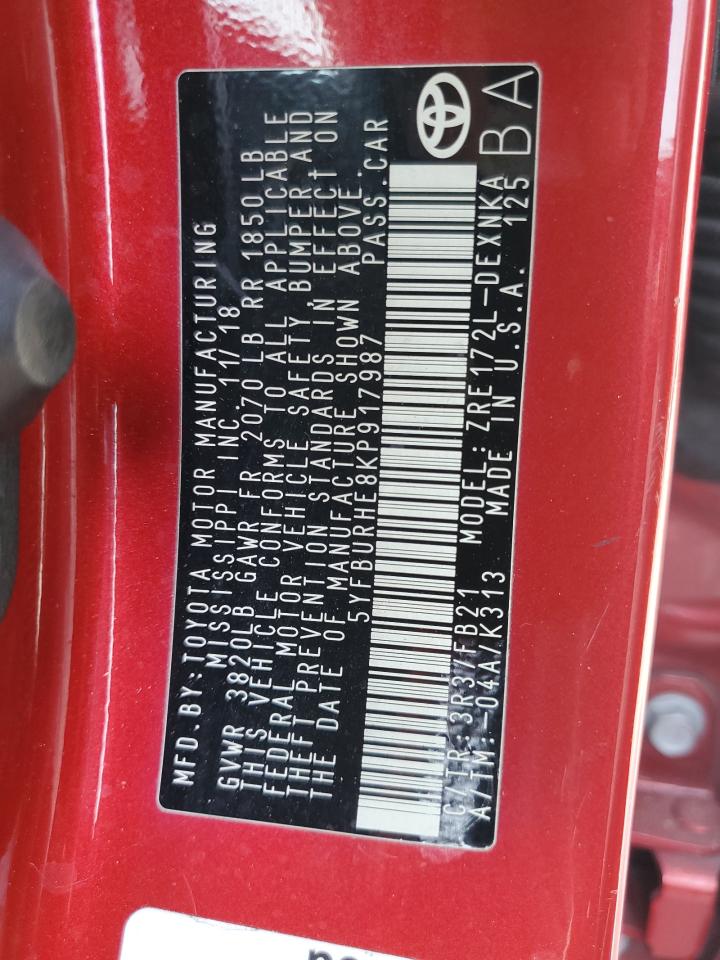 MFD.BY:TOYOTA MOTOR MANUFACTURING
MISSISSIPPI INC. 11/18
GVWR 3820LB GAWR FR 2070 LB RR 1850 LB
THIS VEHICLE CONFORMS TO ALL APPLICABLE
FEDERAL MOTOR VEHICLE SAFETY, BUMPER AND
THEFT PREVENTION STANDARDS IN EFFECT ON
THE DATE OF MANUFACTURE SHOWN ABOVE.
5YFBURHE8KP917987 PASS.CAR
C/TR:3R3/FB21 MODEL:ZRE172L-DEXNKA
A/TM:-04A/K313 MADE IN U.S.A. 125
BA